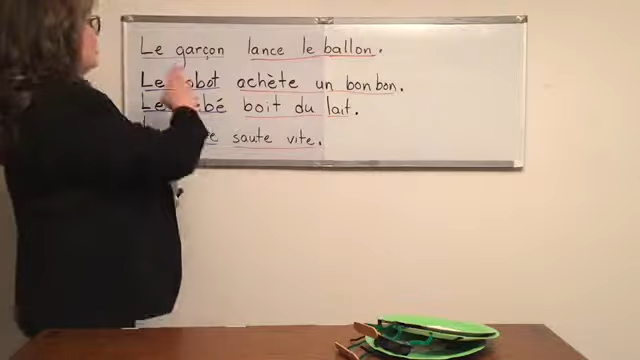 Le garçon lance le ballon.
Le robot achète un bonbon.
Le bébé boit du lait.
saute vite.